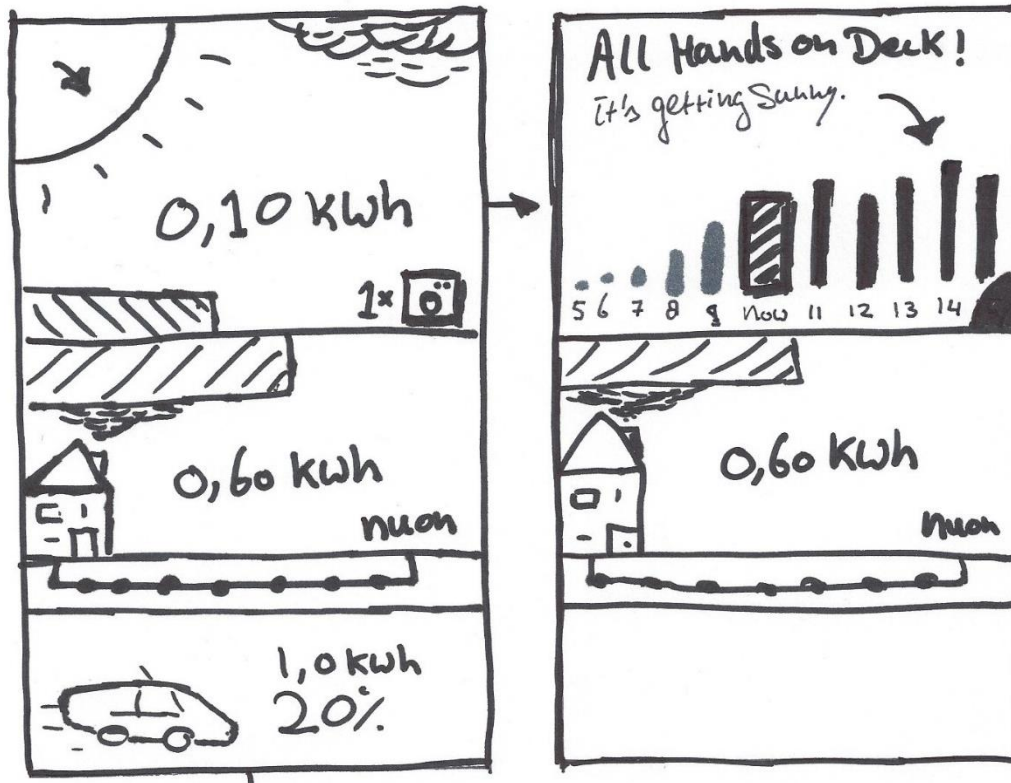 0,10 kwh
1x
0,60 kwh
nuon
1,0 kwh
20%
All Hands on Deck!
It's getting Sunny.
5 6 7 8 9 now 11 12 13 14
0,60 kwh
nuon